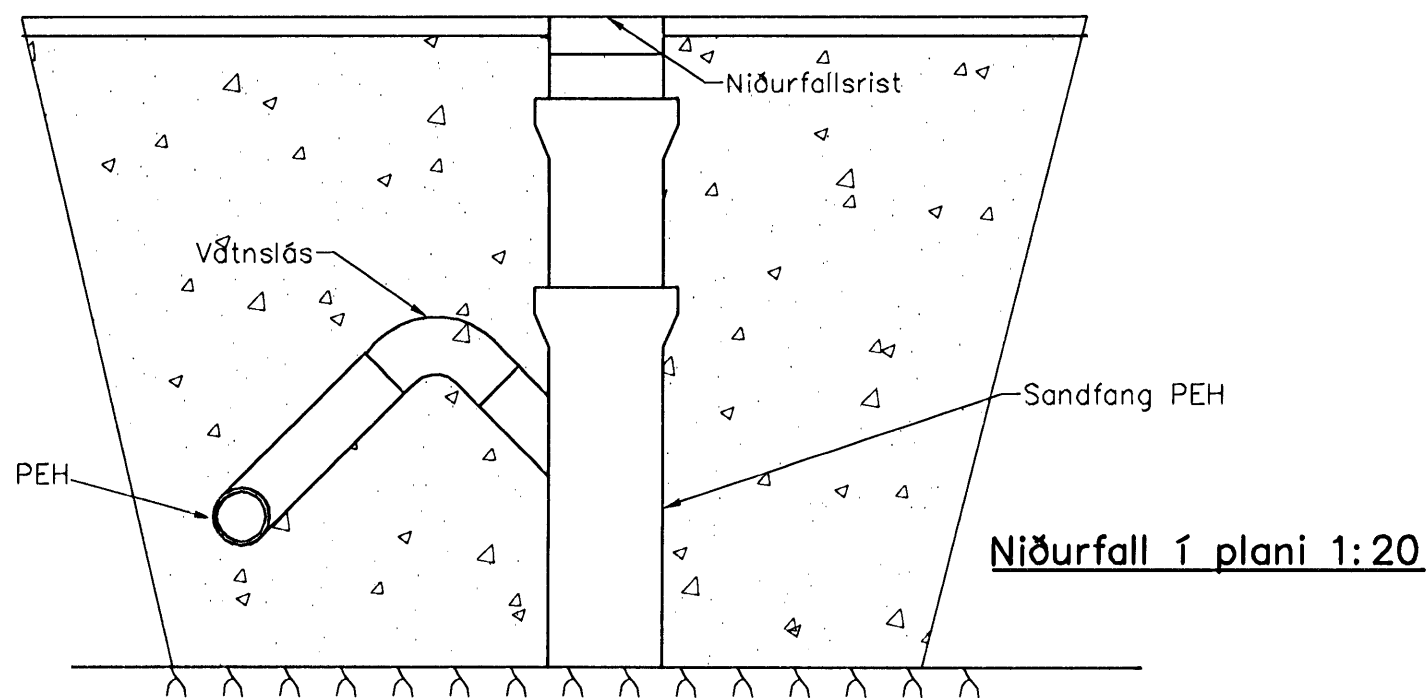 Niðurfallsrist
Vatnslás
Sandfang PEH
PEH
Niðurfall í plani 1:20